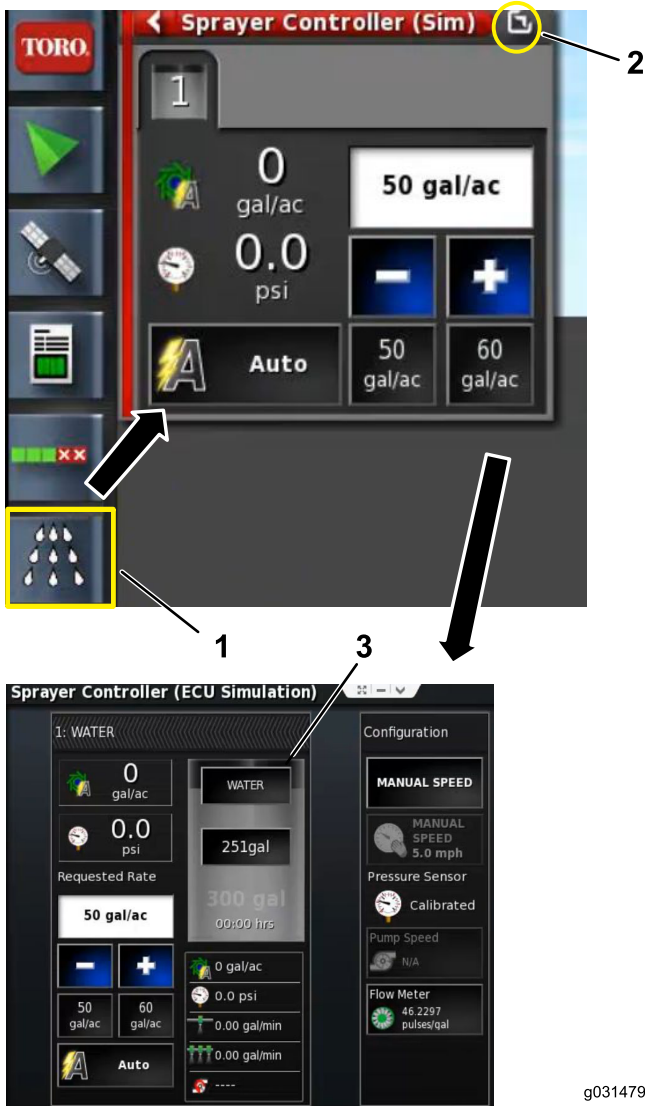 TORO.
Sprayer Controller (Sim)
2
1
0
gal/ac
50 gal/ac
0.0
psi
A
Auto
50
gal/ac
60
gal/ac
1
3
Sprayer Controller (ECU Simulation)
1: WATER
0
gal/ac
0.0
psi
Requested Rate
50 gal/ac
50
gal/ac
60
gal/ac
A
Auto
WATER
251gal
300 gal
00:00 hrs
0 gal/ac
0.0 psi
0.00 gal/min
0.00 gal/min
----
Configuration
MANUAL SPEED
MANUAL
SPEED
5.0 mph
Pressure Sensor
Calibrated
Pump Speed
N/A
Flow Meter
46.2297
pulses/gal
g031479